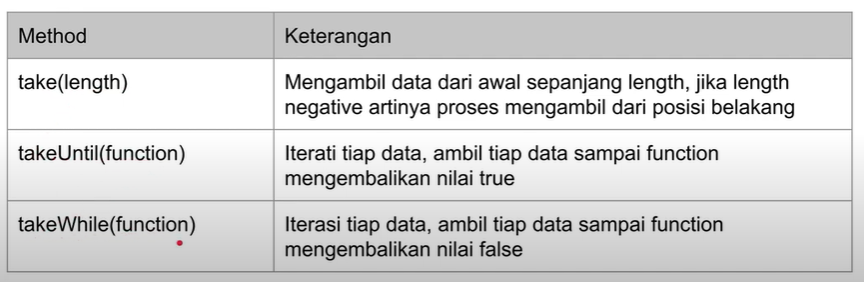 Method Keterangan
take(length) Mengambil data dari awal sepanjang length, jika length
negative artinya proses mengambil dari posisi belakang
takeUntil(function) Iterati tiap data, ambil tiap data sampai function
mengembalikan nilai true
takeWhile(function) Iterasi tiap data, ambil tiap data sampai function
mengembalikan nilai false